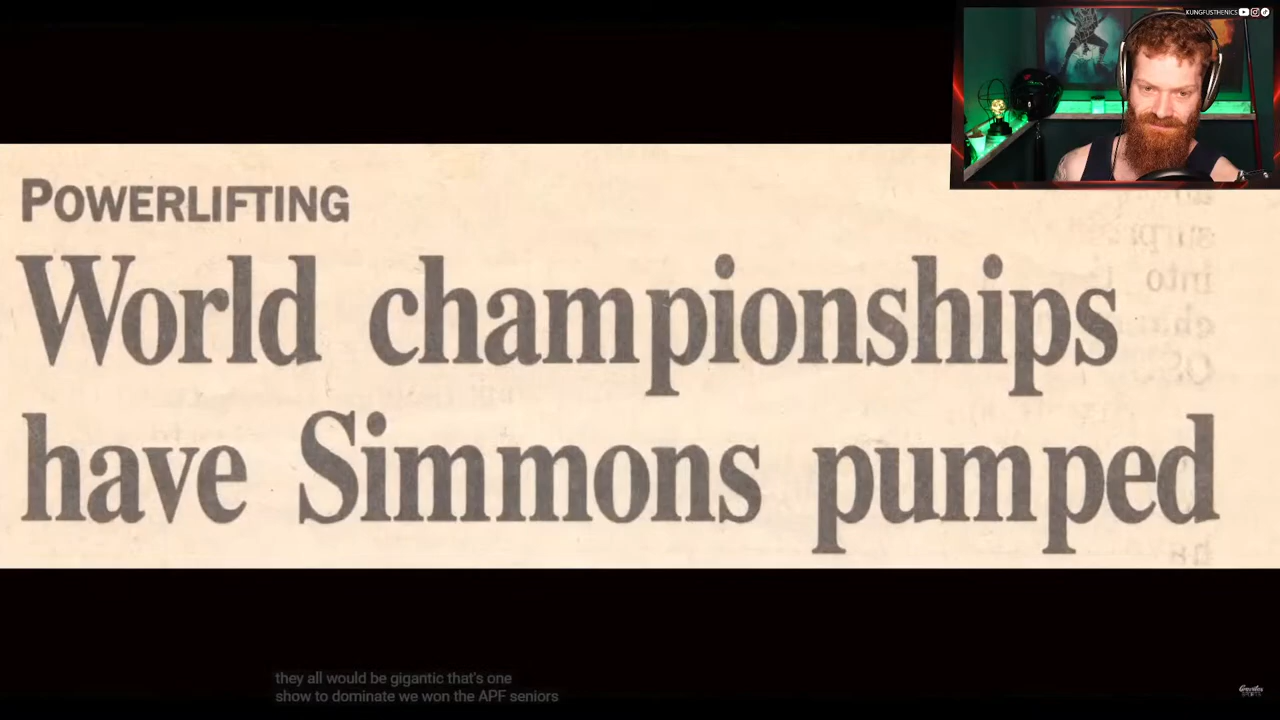 KUNGFUSTHENICS
POWERLIFTING
World championships
have Simmons pumped
they all would be gigantic that's one
show to dominate we won the APF seniors